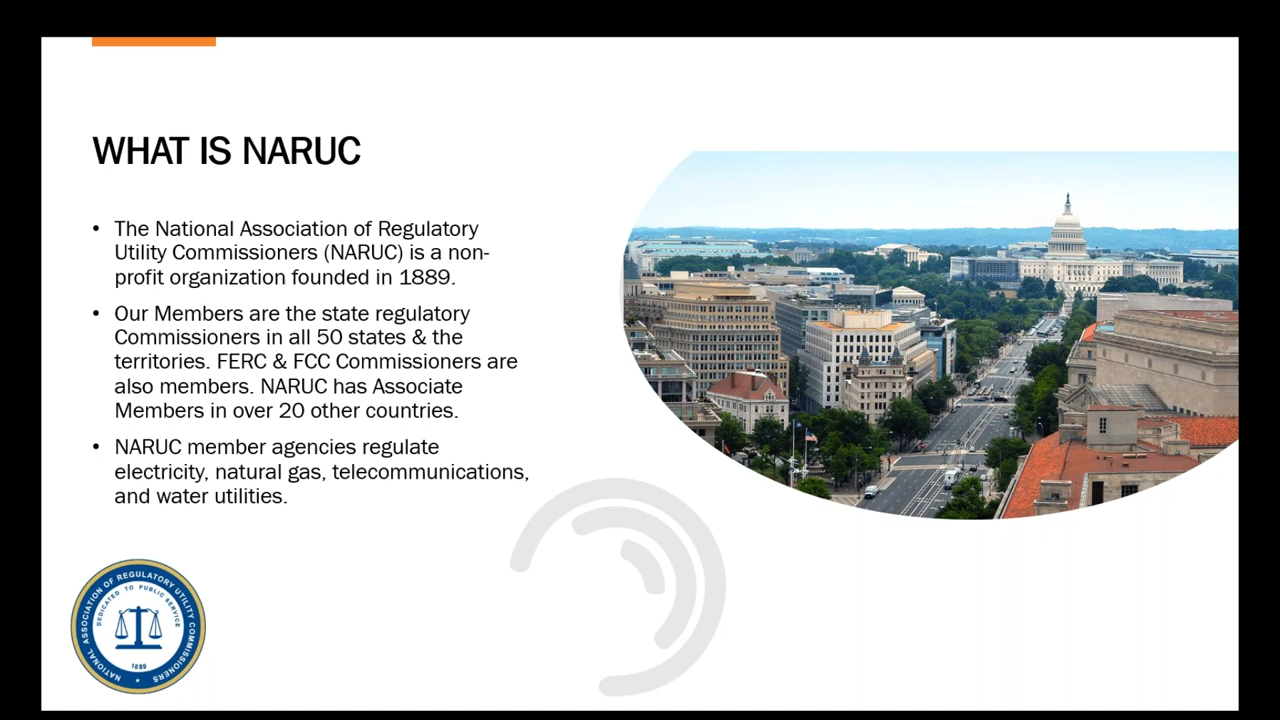 WHAT IS NARUC
• The National Association of Regulatory
Utility Commissioners (NARUC) is a non-
profit organization founded in 1889.
• Our Members are the state regulatory
Commissioners in all 50 states & the
territories. FERC & FCC Commissioners are
also members. NARUC has Associate
Members in over 20 other countries.
• NARUC member agencies regulate
electricity, natural gas, telecommunications,
and water utilities.
NATIONAL ASSOCIATION OF REGULATORY UTILITY COMMISSIONERS
DEDICATED TO PUBLIC SERVICE
1889